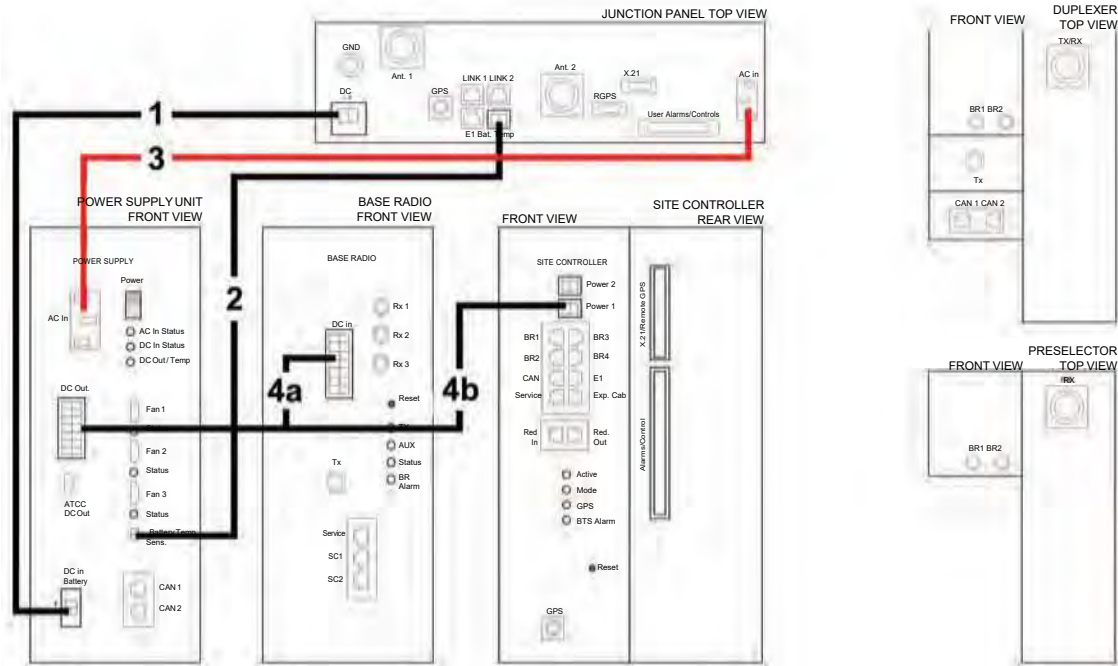 JUNCTION PANEL TOP VIEW
GND
Ant. 1
DC
GPS
LINK 1 LINK 2
E1 Bat. Temp
Ant. 2
X.21
RGPS
AC in
User Alarms/Controls
1
3
2
4a
4b
POWER SUPPLY UNIT
FRONT VIEW
POWER SUPPLY
Power
AC In
AC In Status
DC In Status
DC Out / Temp
DC Out.
Fan 1
Fan 2
Status
Fan 3
Status
ATCC
DC Out
Battery Temp
Sens.
DC in
Battery
CAN 1
CAN 2
BASE RADIO
FRONT VIEW
BASE RADIO
DC in
Rx 1
Rx 2
Rx 3
Reset
AUX
Status
BR
Alarm
Tx
Service
SC1
SC2
FRONT VIEW
SITE CONTROLLER
Power 2
Power 1
BR1
BR3
BR2
BR4
CAN
E1
Service
Exp. Cab
Red
In
Red.
Out
Active
Mode
GPS
BTS Alarm
Reset
GPS
SITE CONTROLLER
REAR VIEW
X.21/Remote GPS
Alarms/Control
FRONT VIEW
DUPLEXER
TOP VIEW
TX/RX
BR1 BR2
Tx
CAN 1 CAN 2
PRESELECTOR
FRONT VIEW
TOP VIEW
RX
BR1 BR2